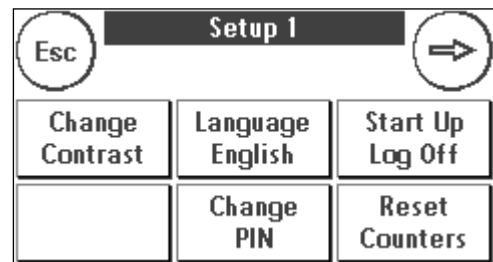 Setup 1
Esc
Change
Contrast
Language
English
Start Up
Log Off
Change
PIN
Reset
Counters